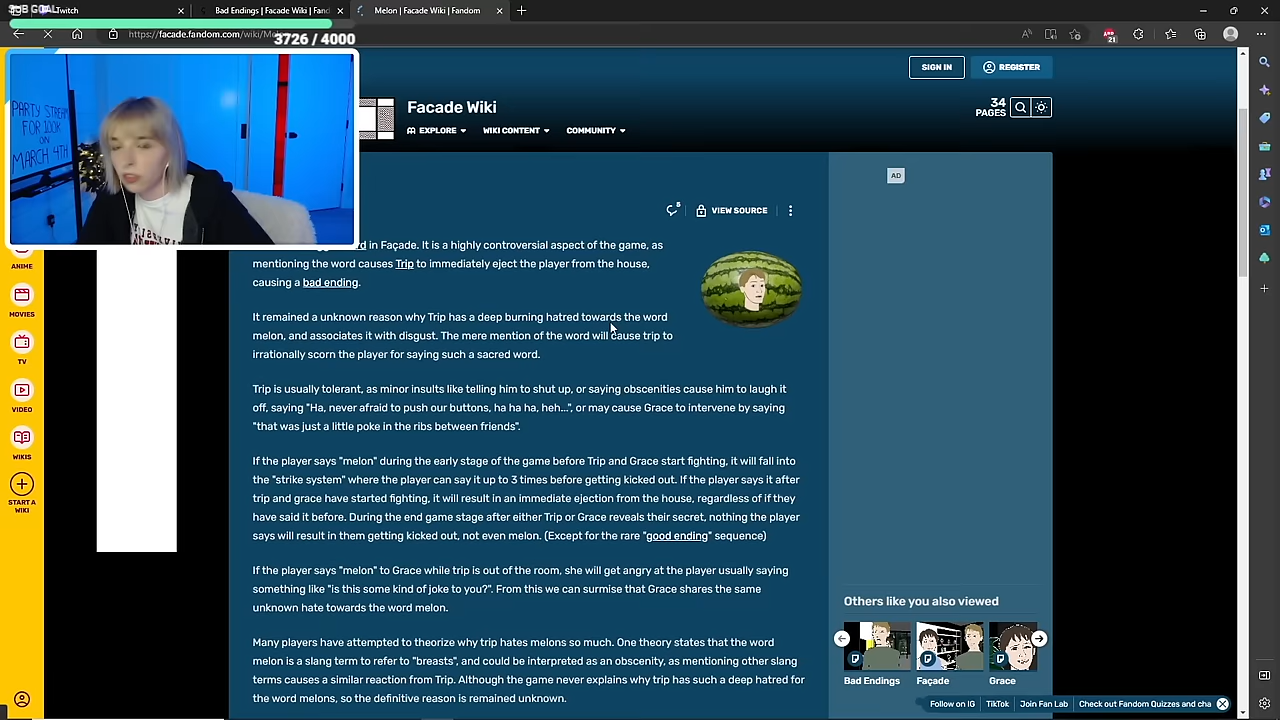 SUB GOAL
Twitch
Bad Endings | Facade Wiki | Fand
Melon | Facade Wiki | Fandom
https://facade.fandom.com/wiki/Me
3726 / 4000
21
PARTY STREAM
FOR 100K
ON
MARCH 4TH
SIGN IN
REGISTER
Facade Wiki
34
PAGES
EXPLORE
WIKI CONTENT
COMMUNITY
AD
8
VIEW SOURCE
in Façade. It is a highly controversial aspect of the game, as
mentioning the word causes Trip to immediately eject the player from the house,
causing a bad ending.
It remained a unknown reason why Trip has a deep burning hatred towards the word
melon, and associates it with disgust. The mere mention of the word will cause trip to
irrationally scorn the player for saying such a sacred word.
Trip is usually tolerant, as minor insults like telling him to shut up, or saying obscenities cause him to laugh it
off, saying "Ha, never afraid to push our buttons, ha ha ha, heh...", or may cause Grace to intervene by saying
"that was just a little poke in the ribs between friends".
If the player says "melon" during the early stage of the game before Trip and Grace start fighting, it will fall into
the "strike system" where the player can say it up to 3 times before getting kicked out. If the player says it after
trip and grace have started fighting, it will result in an immediate ejection from the house, regardless of if they
have said it before. During the end game stage after either Trip or Grace reveals their secret, nothing the player
says will result in them getting kicked out, not even melon. (Except for the rare "good ending" sequence)
If the player says "melon" to Grace while trip is out of the room, she will get angry at the player usually saying
something like "is this some kind of joke to you?". From this we can surmise that Grace shares the same
unknown hate towards the word melon.
Many players have attempted to theorize why trip hates melons so much. One theory states that the word
melon is a slang term to refer to "breasts", and could be interpreted as an obscenity, as mentioning other slang
terms causes a similar reaction from Trip. Although the game never explains why trip has such a deep hatred for
the word melons, so the definitive reason is remained unknown.
ANIME
MOVIES
TV
VIDEO
WIKIS
START A
WIKI
Others like you also viewed
Bad Endings
Façade
Grace
Follow on IG
TikTok
Join Fan Lab
Check out Fandom Quizzes and cha